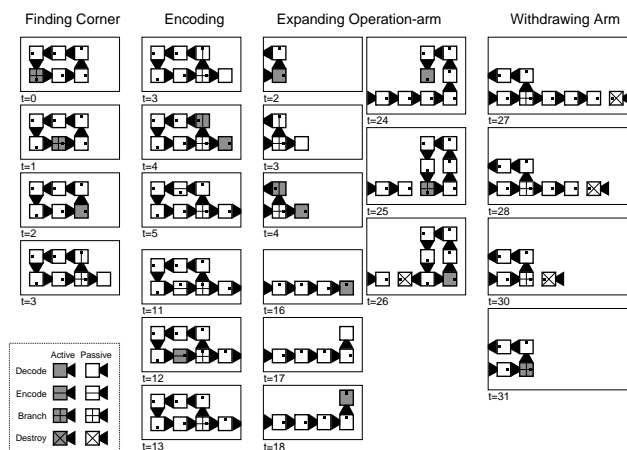 Finding Corner
Encoding
Expanding Operation-arm
Withdrawing Arm
t=0
t=1
t=2
t=3
t=3
t=4
t=5
t=11
t=12
t=13
t=2
t=3
t=4
t=16
t=17
t=18
t=24
t=25
t=26
t=27
t=28
t=30
t=31
Active Passive
Decode
Encode
Branch
Destroy